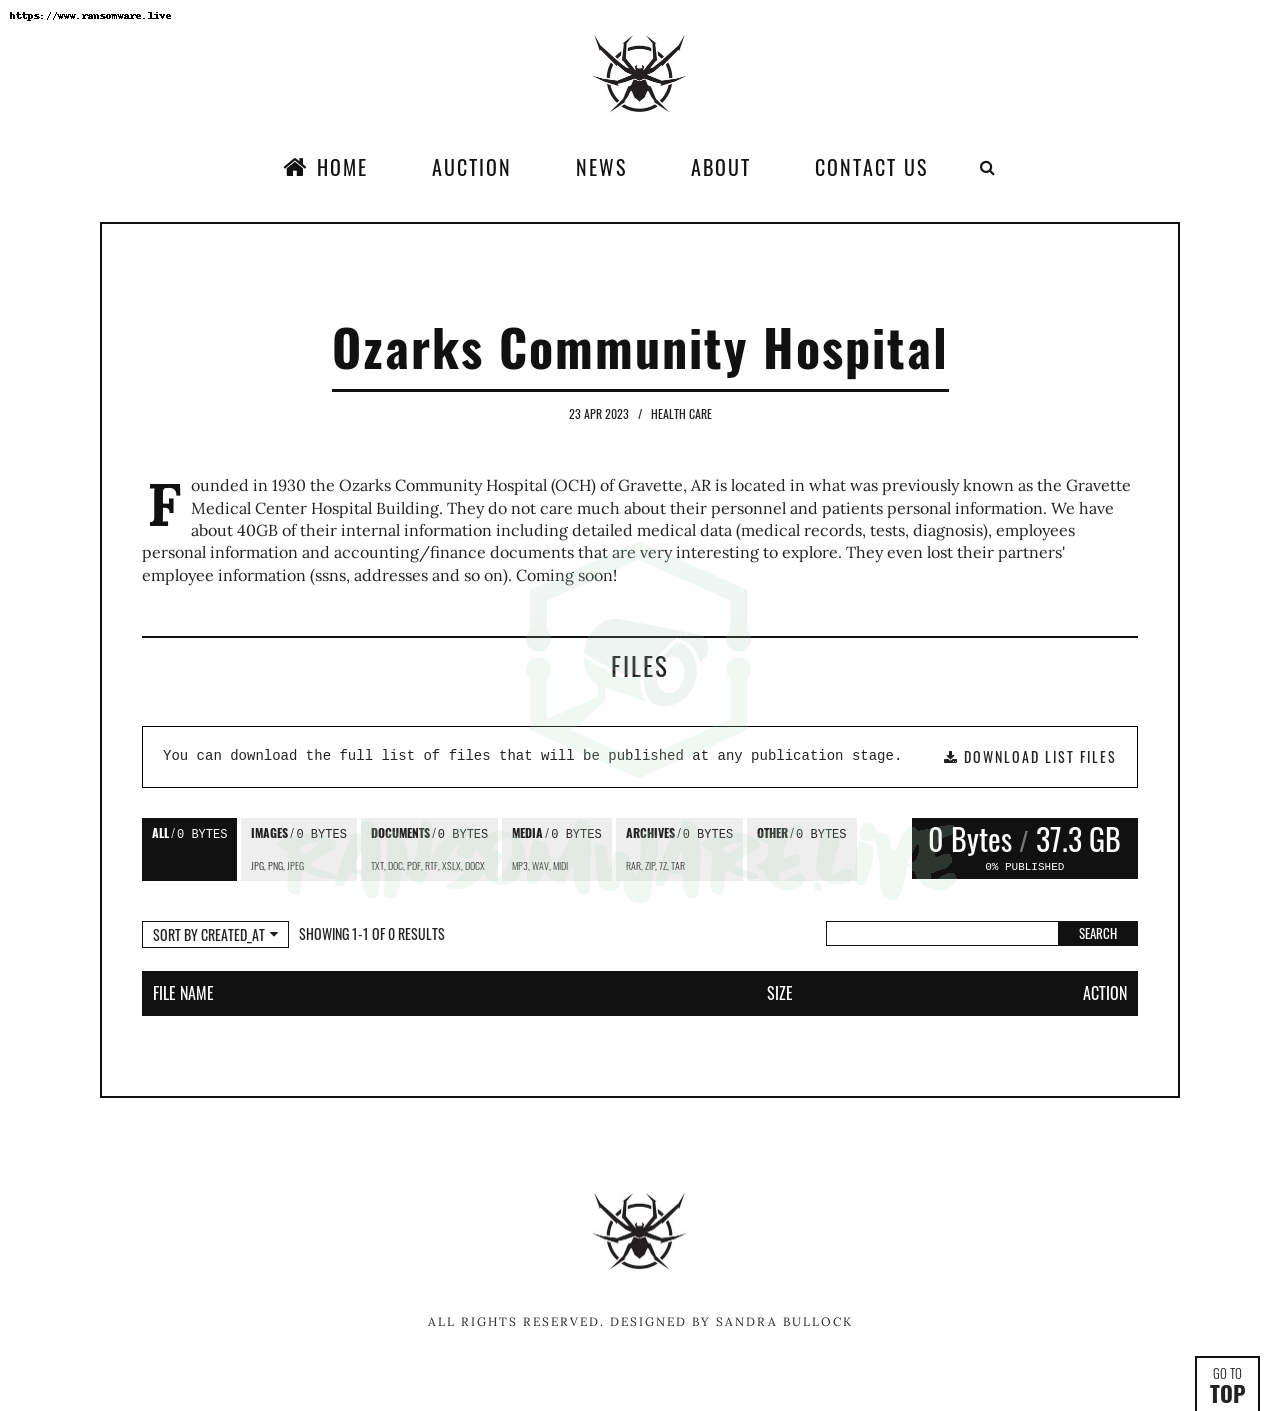 https://www.ransomware.live
HOME AUCTION NEWS ABOUT CONTACT US
Ozarks Community Hospital
23 APR 2023 / HEALTH CARE
Founded in 1930 the Ozarks Community Hospital (OCH) of Gravette, AR is located in what was previously known as the Gravette
Medical Center Hospital Building. They do not care much about their personnel and patients personal information. We have
about 40GB of their internal information including detailed medical data (medical records, tests, diagnosis), employees
personal information and accounting/finance documents that are very interesting to explore. They even lost their partners'
employee information (ssns, addresses and so on). Coming soon!
FILES
You can download the full list of files that will be published at any publication stage. DOWNLOAD LIST FILES
ALL / 0 BYTES IMAGES / 0 BYTES DOCUMENTS / 0 BYTES MEDIA / 0 BYTES ARCHIVES / 0 BYTES OTHER / 0 BYTES 0 Bytes / 37.3 GB
JPG, PNG, JPEG TXT, DOC, PDF, RTF, XSLX, DOCX MP3, WAV, MIDI RAR, ZIP, 7Z, TAR 0% PUBLISHED
RANSOMWARE.LIVE
SORT BY CREATED_AT SHOWING 1-1 OF 0 RESULTS SEARCH
FILE NAME SIZE ACTION
ALL RIGHTS RESERVED. DESIGNED BY SANDRA BULLOCK
GO TO
TOP